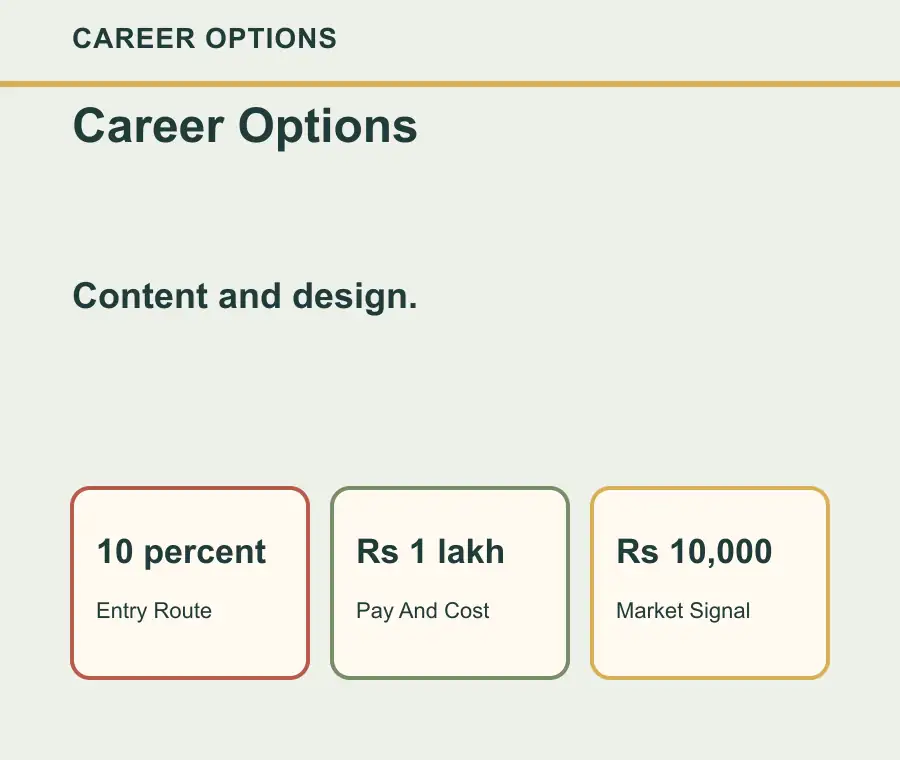 CAREER OPTIONS
Career Options
Content and design.
10 percent
Entry Route
Rs 1 lakh
Pay And Cost
Rs 10,000
Market Signal